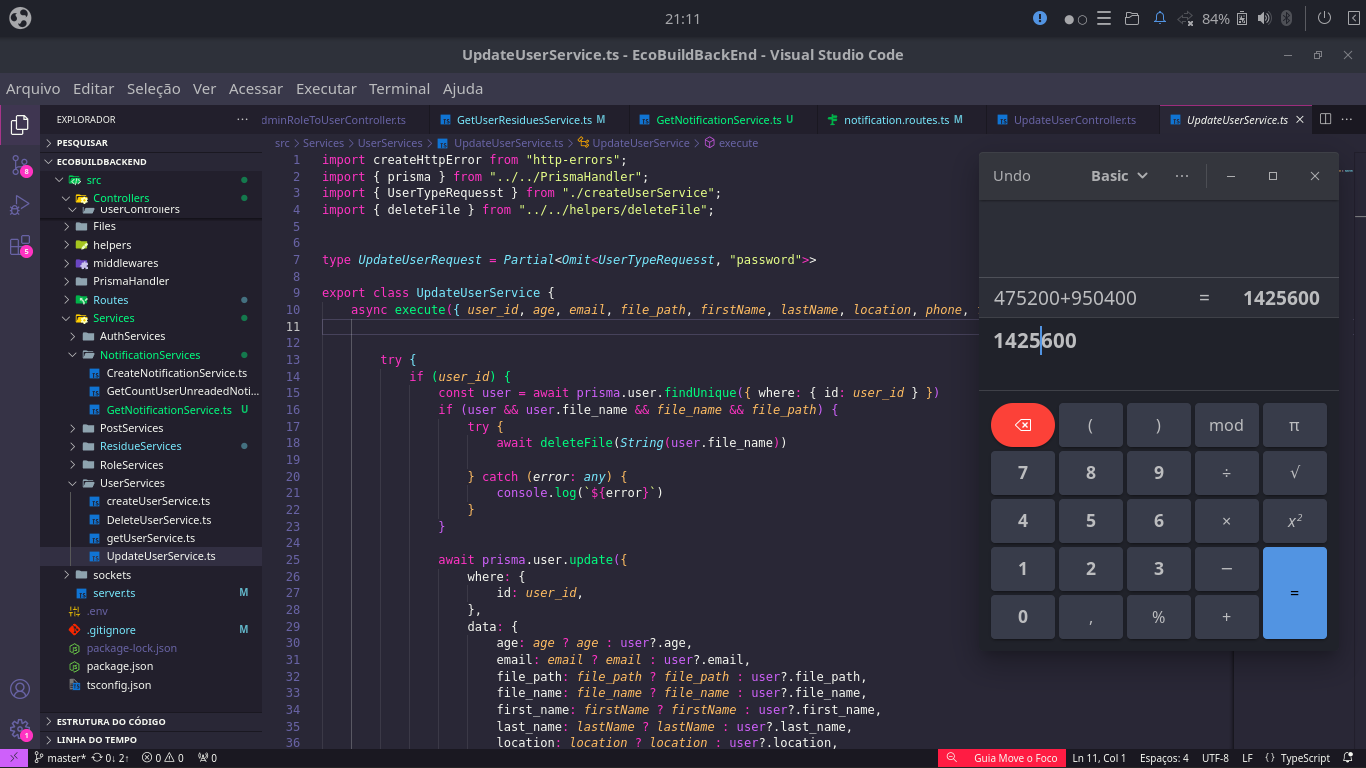 21:11
84%
UpdateUserService.ts - EcoBuildBackEnd - Visual Studio Code
Arquivo Editar Seleção Ver Acessar Executar Terminal Ajuda
EXPLORADOR
dminRoleToUserController.ts
GetUserResiduesService.ts M
GetNotificationService.ts U
notification.routes.ts M
UpdateUserController.ts
UpdateUserService.ts
src > Services > UserServices > UpdateUserService.ts > UpdateUserService > execute
PESQUISAR
ECOBUILDBACKEND
src
Controllers
UserControllers
Files
helpers
middlewares
PrismaHandler
Routes
Services
AuthServices
NotificationServices
CreateNotificationService.ts
GetCountUserUnreadedNoti...
GetNotificationService.ts U
PostServices
ResidueServices
RoleServices
UserServices
createUserService.ts
DeleteUserService.ts
getUserService.ts
UpdateUserService.ts
sockets
server.ts M
.env
.gitignore M
package-lock.json
package.json
tsconfig.json
ESTRUTURA DO CÓDIGO
LINHA DO TEMPO
8
5
1
1 import createHttpError from "http-errors";
2 import { prisma } from "../../PrismaHandler";
3 import { UserTypeRequesst } from "./createUserService";
4 import { deleteFile } from "../../helpers/deleteFile";
5
6
7 type UpdateUserRequest = Partial<Omit<UserTypeRequesst, "password">>
8
9 export class UpdateUserService {
10 async execute({ user_id, age, email, file_path, firstName, lastName, location, phone,
11
12
13 try {
14 if (user_id) {
15 const user = await prisma.user.findUnique({ where: { id: user_id } })
16 if (user && user.file_name && file_name && file_path) {
17 try {
18 await deleteFile(String(user.file_name))
19
20 } catch (error: any) {
21 console.log(`${error}`)
22 }
23 }
24
25 await prisma.user.update({
26 where: {
27 id: user_id,
28 },
29 data: {
30 age: age ? age : user?.age,
31 email: email ? email : user?.email,
32 file_path: file_path ? file_path : user?.file_path,
33 file_name: file_name ? file_name : user?.file_name,
34 first_name: firstName ? firstName : user?.first_name,
35 last_name: lastName ? lastName : user?.last_name,
36 location: location ? location : user?.location,
Undo Basic
475200+950400 = 1425600
1425600
( ) mod π
7 8 9 ÷ √
4 5 6 × x²
1 2 3 − =
0 , % +
master* 0↓ 2↑ 0 0 0
Guia Move o Foco Ln 11, Col 1 Espaços: 4 UTF-8 LF { } TypeScript